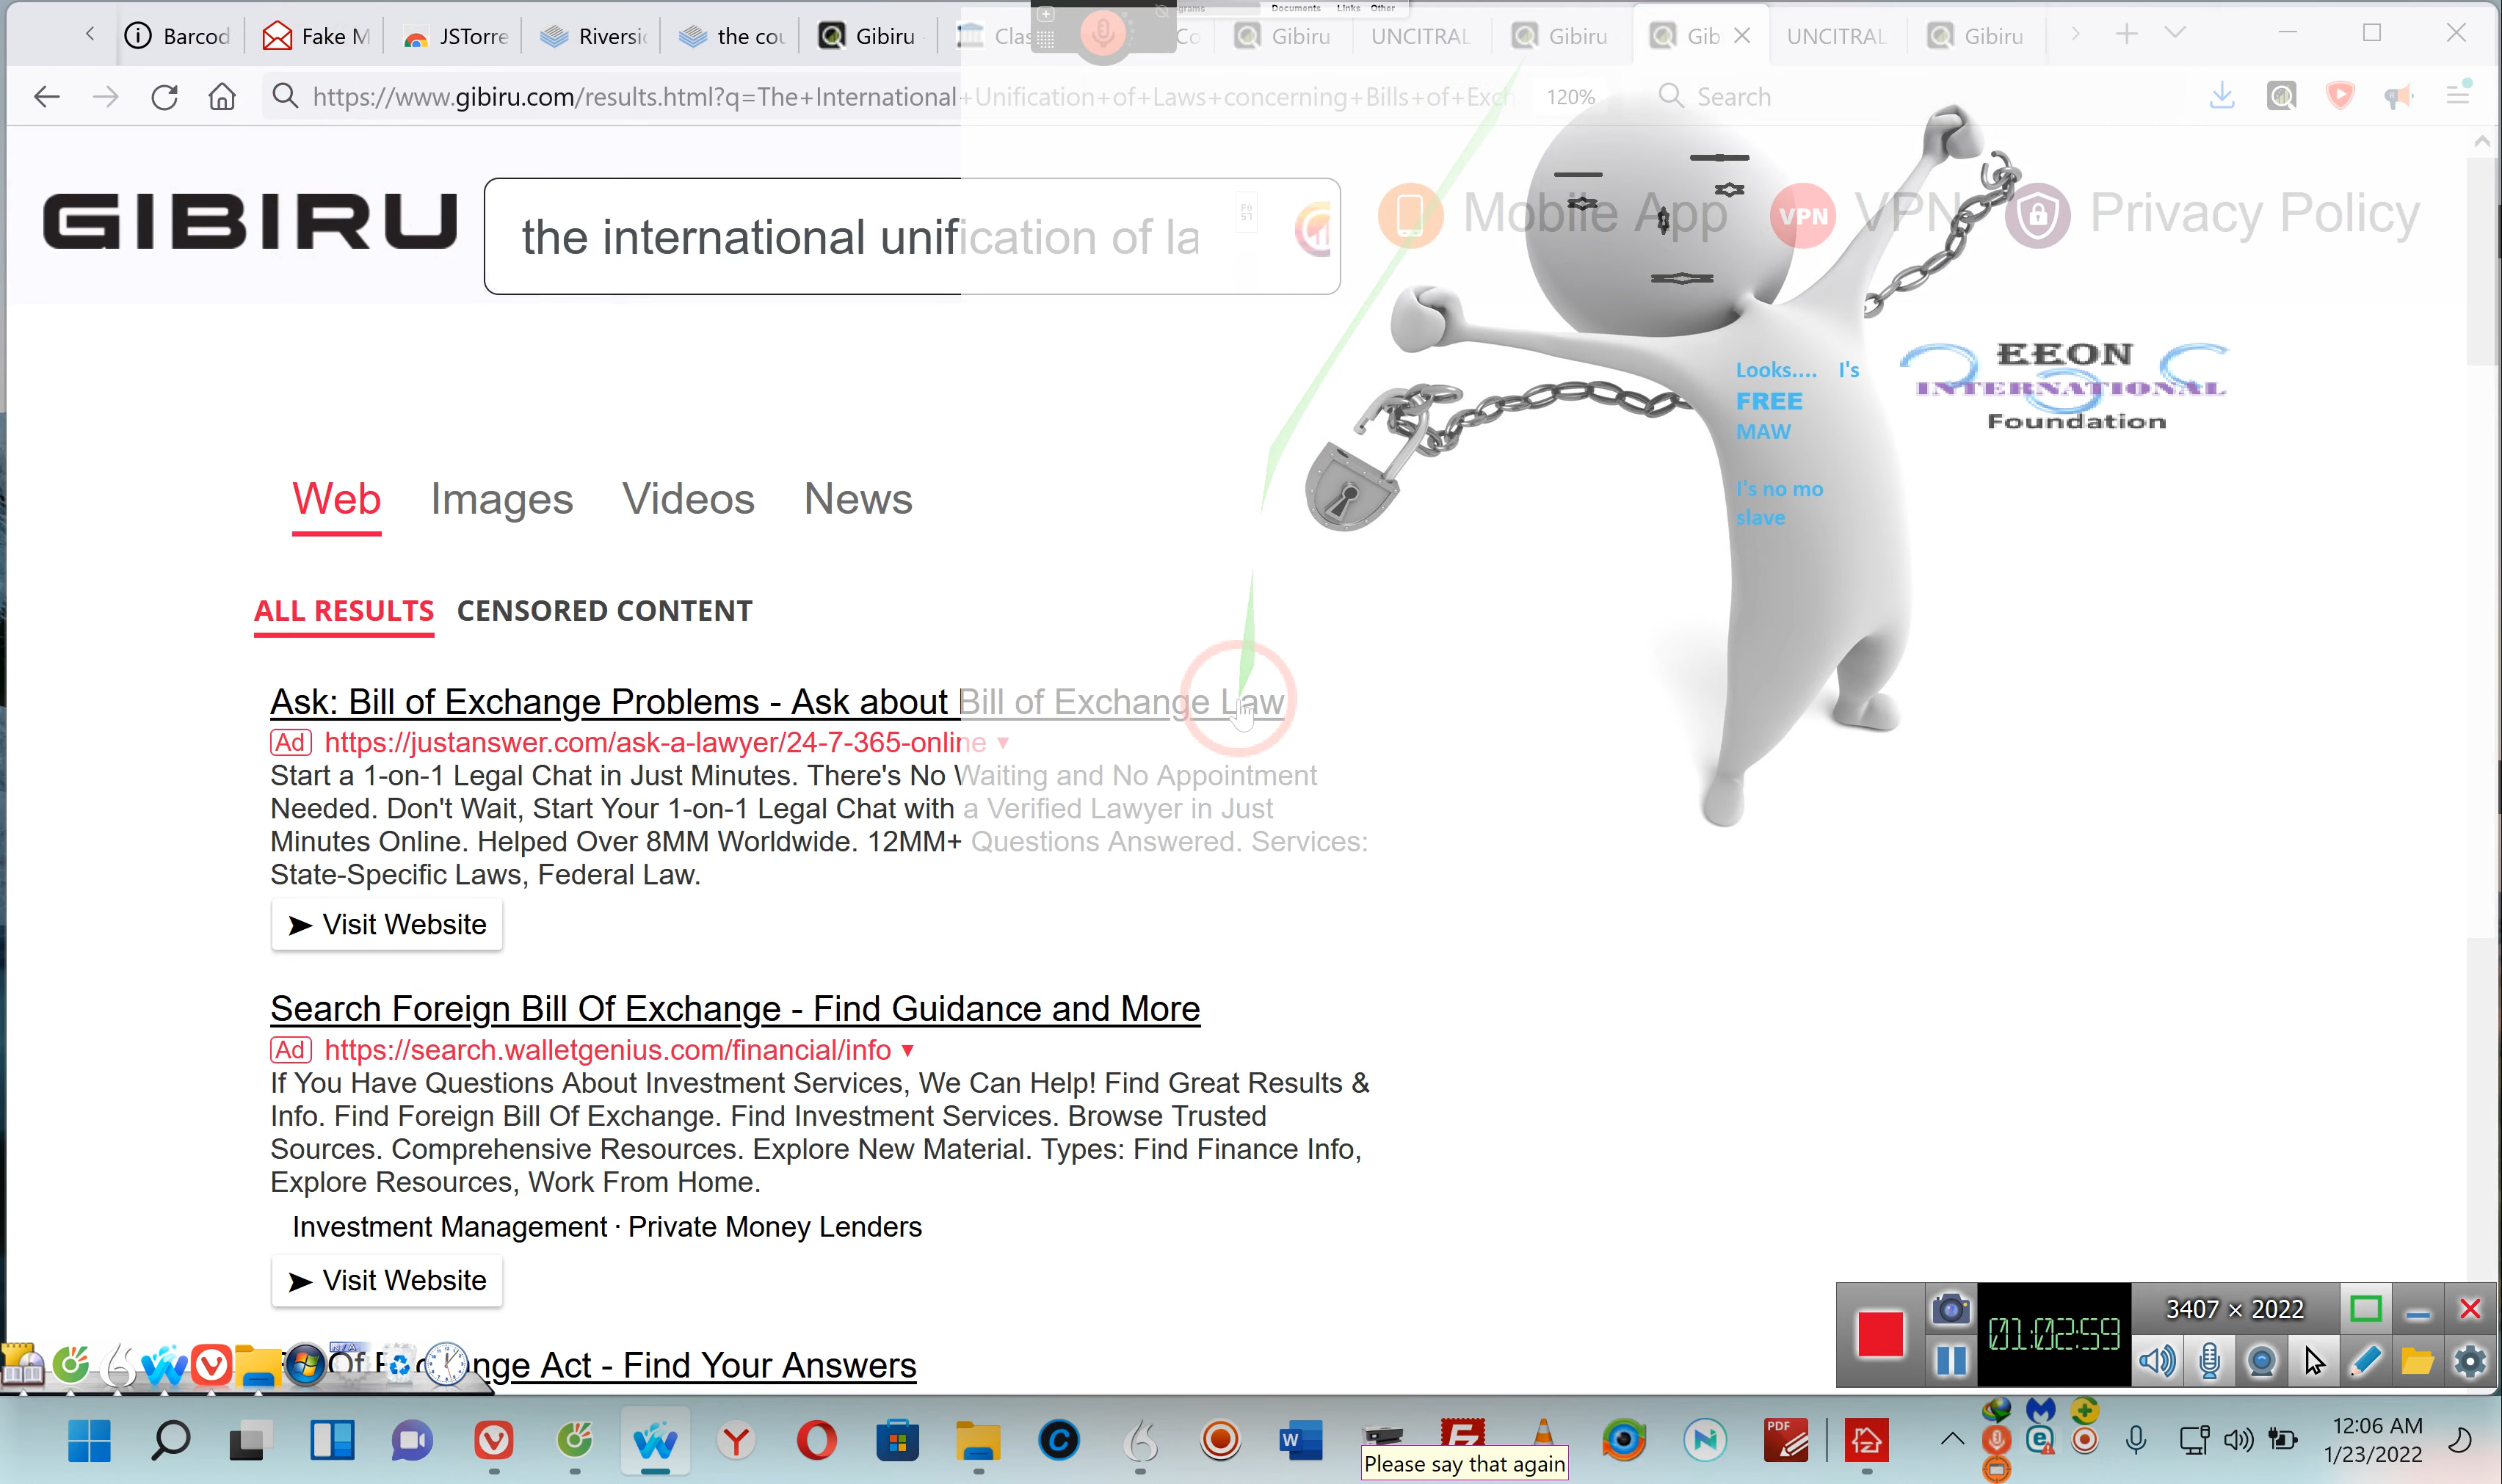 Barcod
Fake M
JSTorre
Riversi
the cou
Gibiru
Clas
Co
Gibiru
UNCITRAL
Gibiru
Gib
UNCITRAL
Gibiru
Documents
Links
Other
https://www.gibiru.com/results.html?q=The+International+Unification+of+Laws+concerning+Bills+of+Exch
120%
Search
GIBIRU
the international unification of la
Mobile App
VPN
VPN
Privacy Policy
Looks.... I's
FREE
MAW
I's no mo
slave
EEON
INTERNATIONAL
Foundation
Web
Images
Videos
News
ALL RESULTS
CENSORED CONTENT
Ask: Bill of Exchange Problems - Ask about Bill of Exchange Law
Ad https://justanswer.com/ask-a-lawyer/24-7-365-online
Start a 1-on-1 Legal Chat in Just Minutes. There's No Waiting and No Appointment
Needed. Don't Wait, Start Your 1-on-1 Legal Chat with a Verified Lawyer in Just
Minutes Online. Helped Over 8MM Worldwide. 12MM+ Questions Answered. Services:
State-Specific Laws, Federal Law.
➤ Visit Website
Search Foreign Bill Of Exchange - Find Guidance and More
Ad https://search.walletgenius.com/financial/info
If You Have Questions About Investment Services, We Can Help! Find Great Results &
Info. Find Foreign Bill Of Exchange. Find Investment Services. Browse Trusted
Sources. Comprehensive Resources. Explore New Material. Types: Find Finance Info,
Explore Resources, Work From Home.
Investment Management · Private Money Lenders
➤ Visit Website
Of Exchange Act - Find Your Answers
01:02:59
3407 × 2022
PDF
Please say that again
12:06 AM
1/23/2022